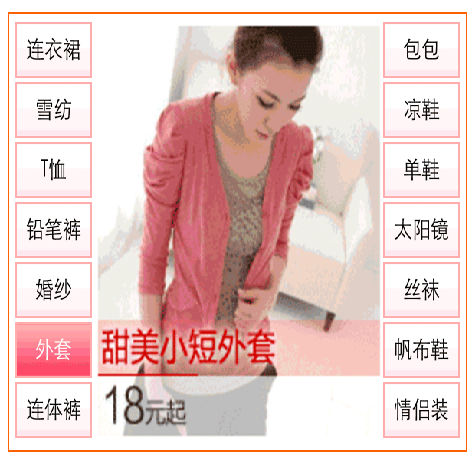 连衣裙
雪纺
T恤
铅笔裤
婚纱
外套
连体裤
甜美小短外套
18元起
包包
凉鞋
单鞋
太阳镜
丝袜
帆布鞋
情侣装